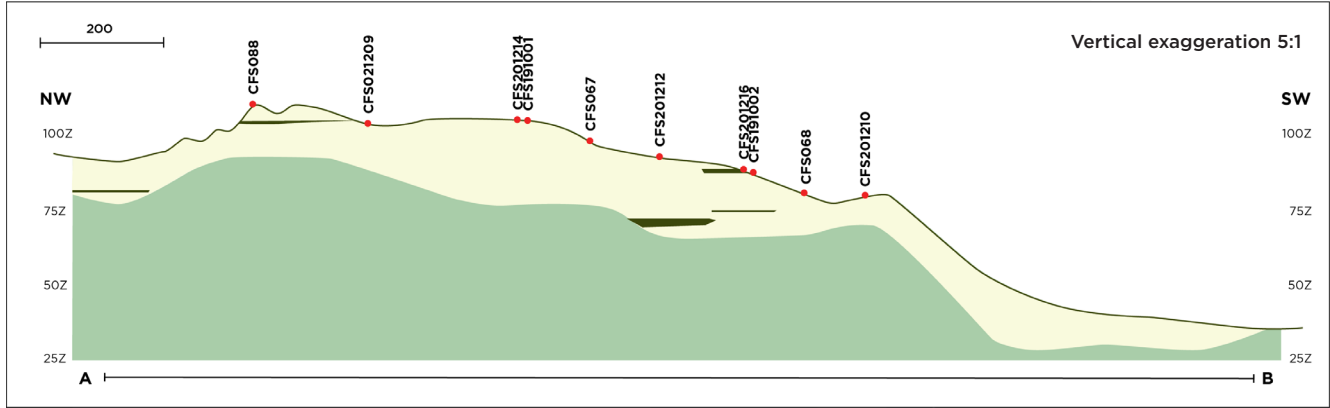 200
Vertical exaggeration 5:1
CFS088
CFS021209
CFS201214
CFS191001
CFS067
CFS201212
CFS201216
CFS191002
CFS068
CFS201210
NW
SW
100Z
100Z
75Z
75Z
50Z
50Z
25Z
25Z
A
B